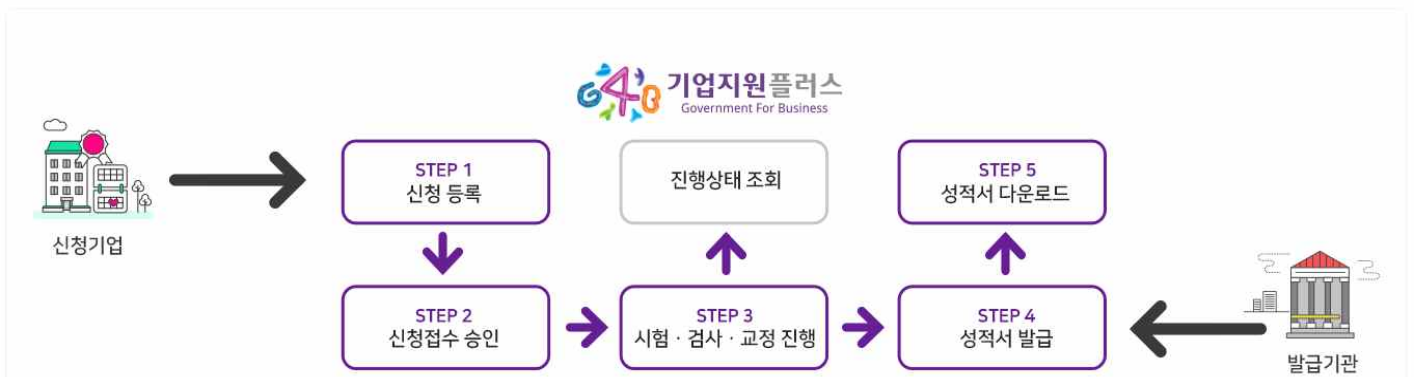 G4B 기업지원플러스
Government For Business
신청기업
STEP 1
신청 등록
진행상태 조회
STEP 5
성적서 다운로드
STEP 2
신청접수 승인
STEP 3
시험 · 검사 · 교정 진행
STEP 4
성적서 발급
발급기관